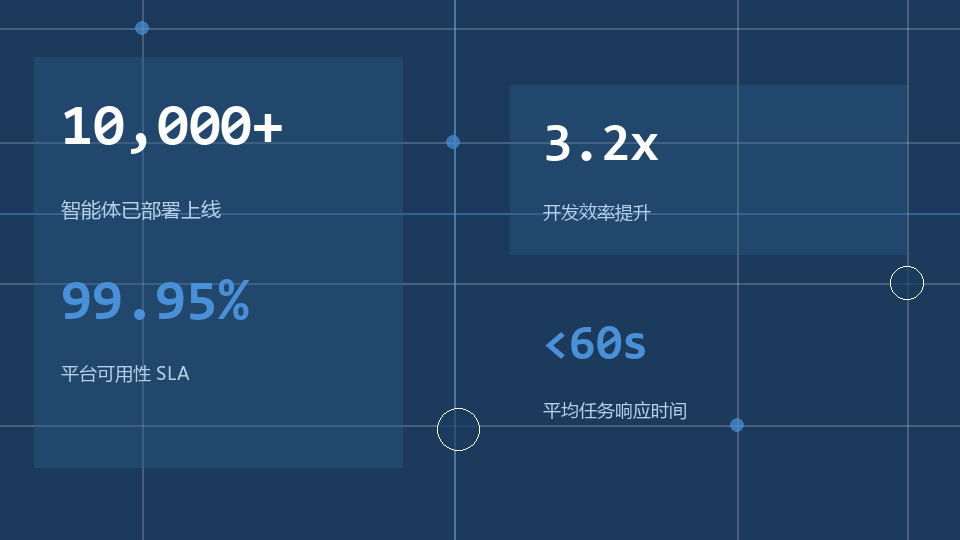 10,000+
智能体已部署上线
99.95%
平台可用性 SLA
3.2x
开发效率提升
<60s
平均任务响应时间